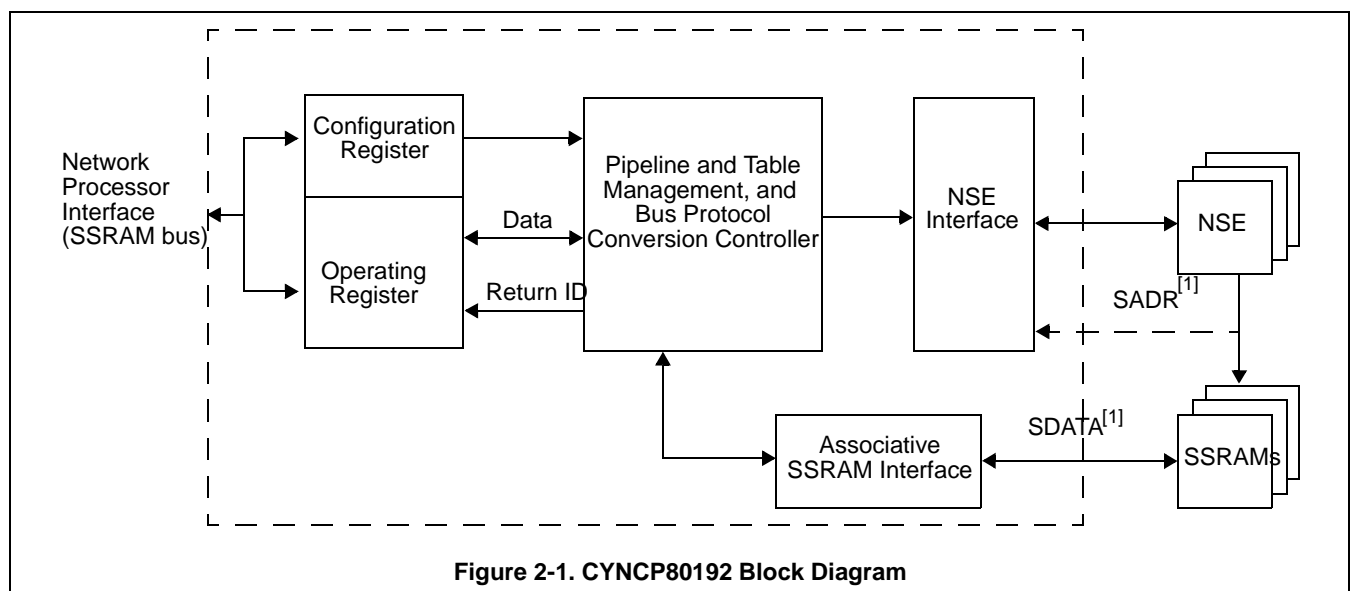 Network
Processor
Interface
(SSRAM bus)
Configuration
Register
Operating
Register
Data
Return ID
Pipeline and Table
Management, and
Bus Protocol
Conversion Controller
NSE
Interface
NSE
SADR[1]
Associative
SSRAM Interface
SDATA[1]
SSRAMs
Figure 2-1. CYNCP80192 Block Diagram